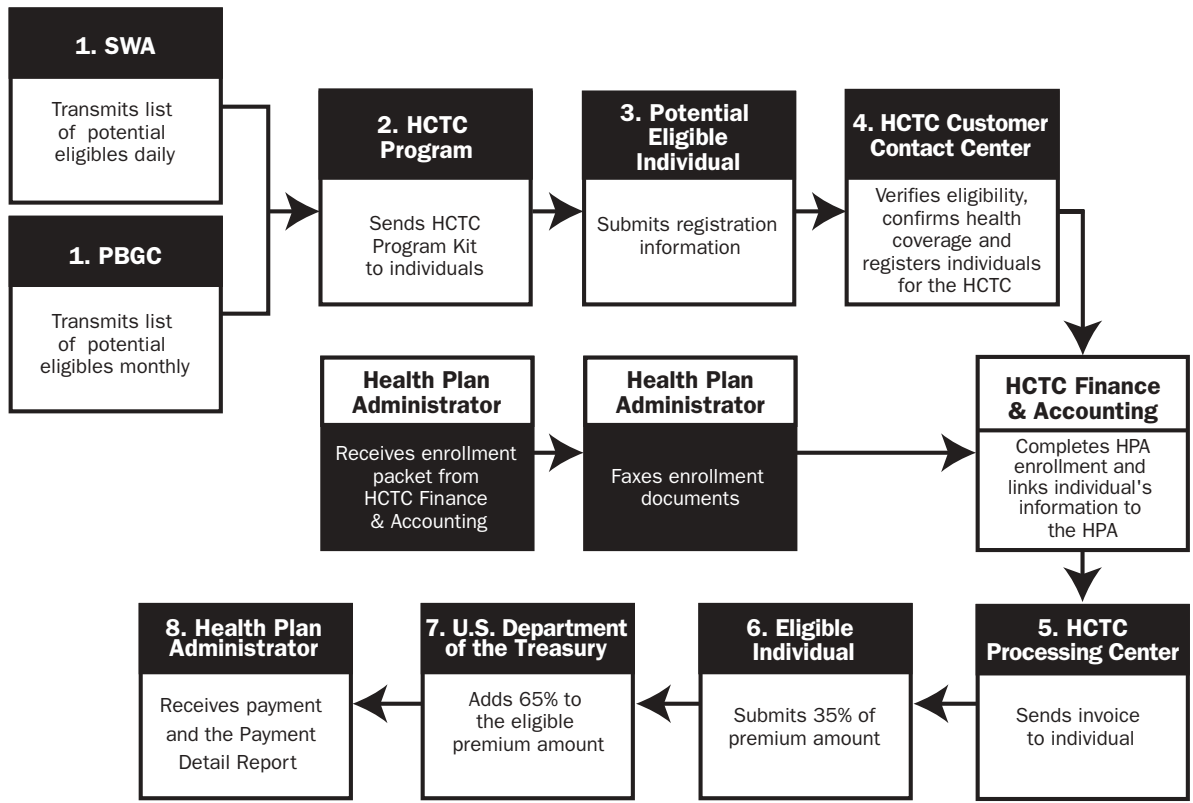 1. SWA
Transmits list
of potential
eligibles daily
1. PBGC
Transmits list
of potential
eligibles monthly
2. HCTC
Program
Sends HCTC
Program Kit
to individuals
3. Potential
Eligible
Individual
Submits registration
information
4. HCTC Customer
Contact Center
Verifies eligibility,
confirms health
coverage and
registers individuals
for the HCTC
Health Plan
Administrator
Receives enrollment
packet from
HCTC Finance
& Accounting
Health Plan
Administrator
Faxes enrollment
documents
HCTC Finance
& Accounting
Completes HPA
enrollment and
links individual's
information to
the HPA
5. HCTC
Processing Center
Sends invoice
to individual
6. Eligible
Individual
Submits 35% of
premium amount
7. U.S. Department
of the Treasury
Adds 65% to
the eligible
premium amount
8. Health Plan
Administrator
Receives payment
and the Payment
Detail Report